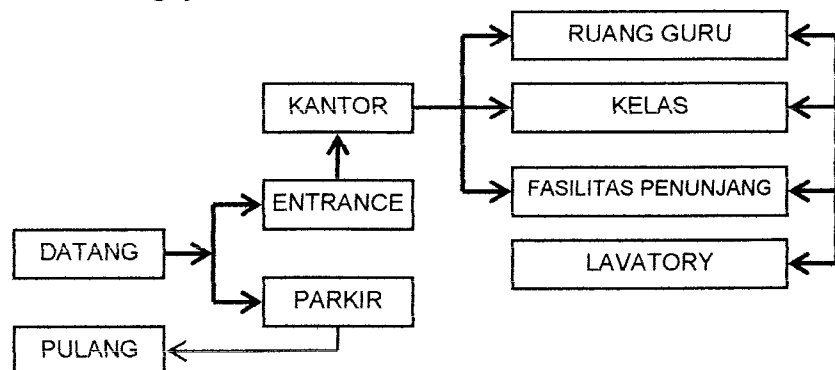 RUANG GURU
KANTOR
KELAS
ENTRANCE
FASILITAS PENUNJANG
DATANG
LAVATORY
PARKIR
PULANG